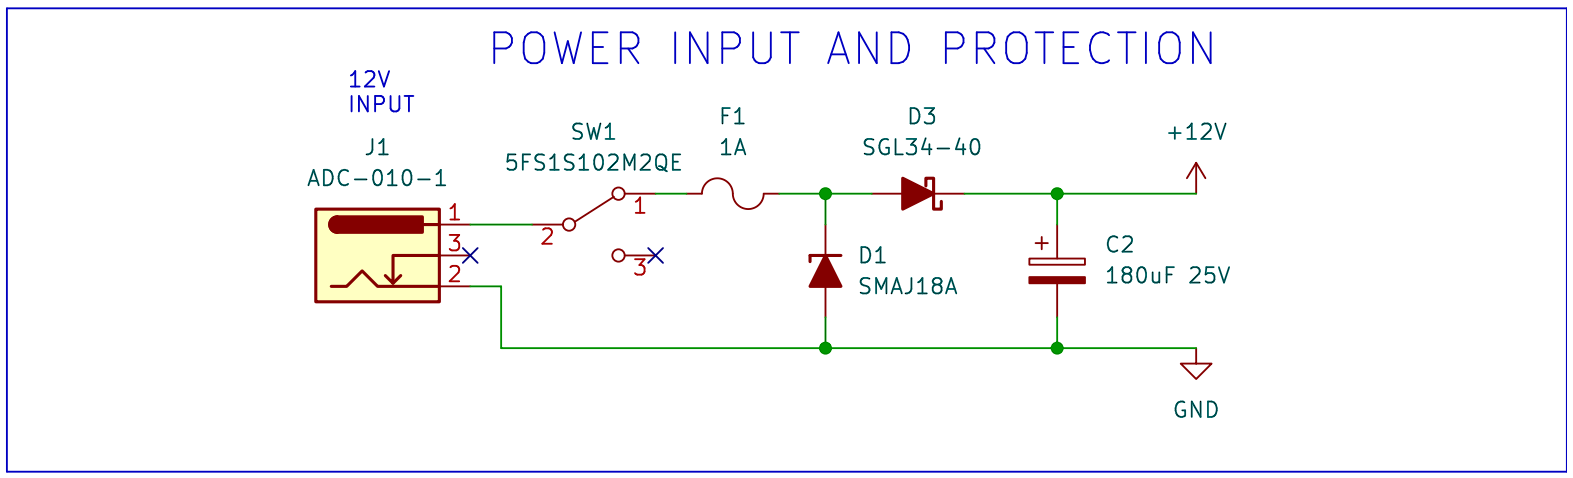 POWER INPUT AND PROTECTION
12V
INPUT
J1
ADC-010-1
1
3
2
SW1
5FS1S102M2QE
2
1
3
F1
1A
D3
SGL34-40
+12V
D1
SMAJ18A
+
C2
180uF 25V
GND